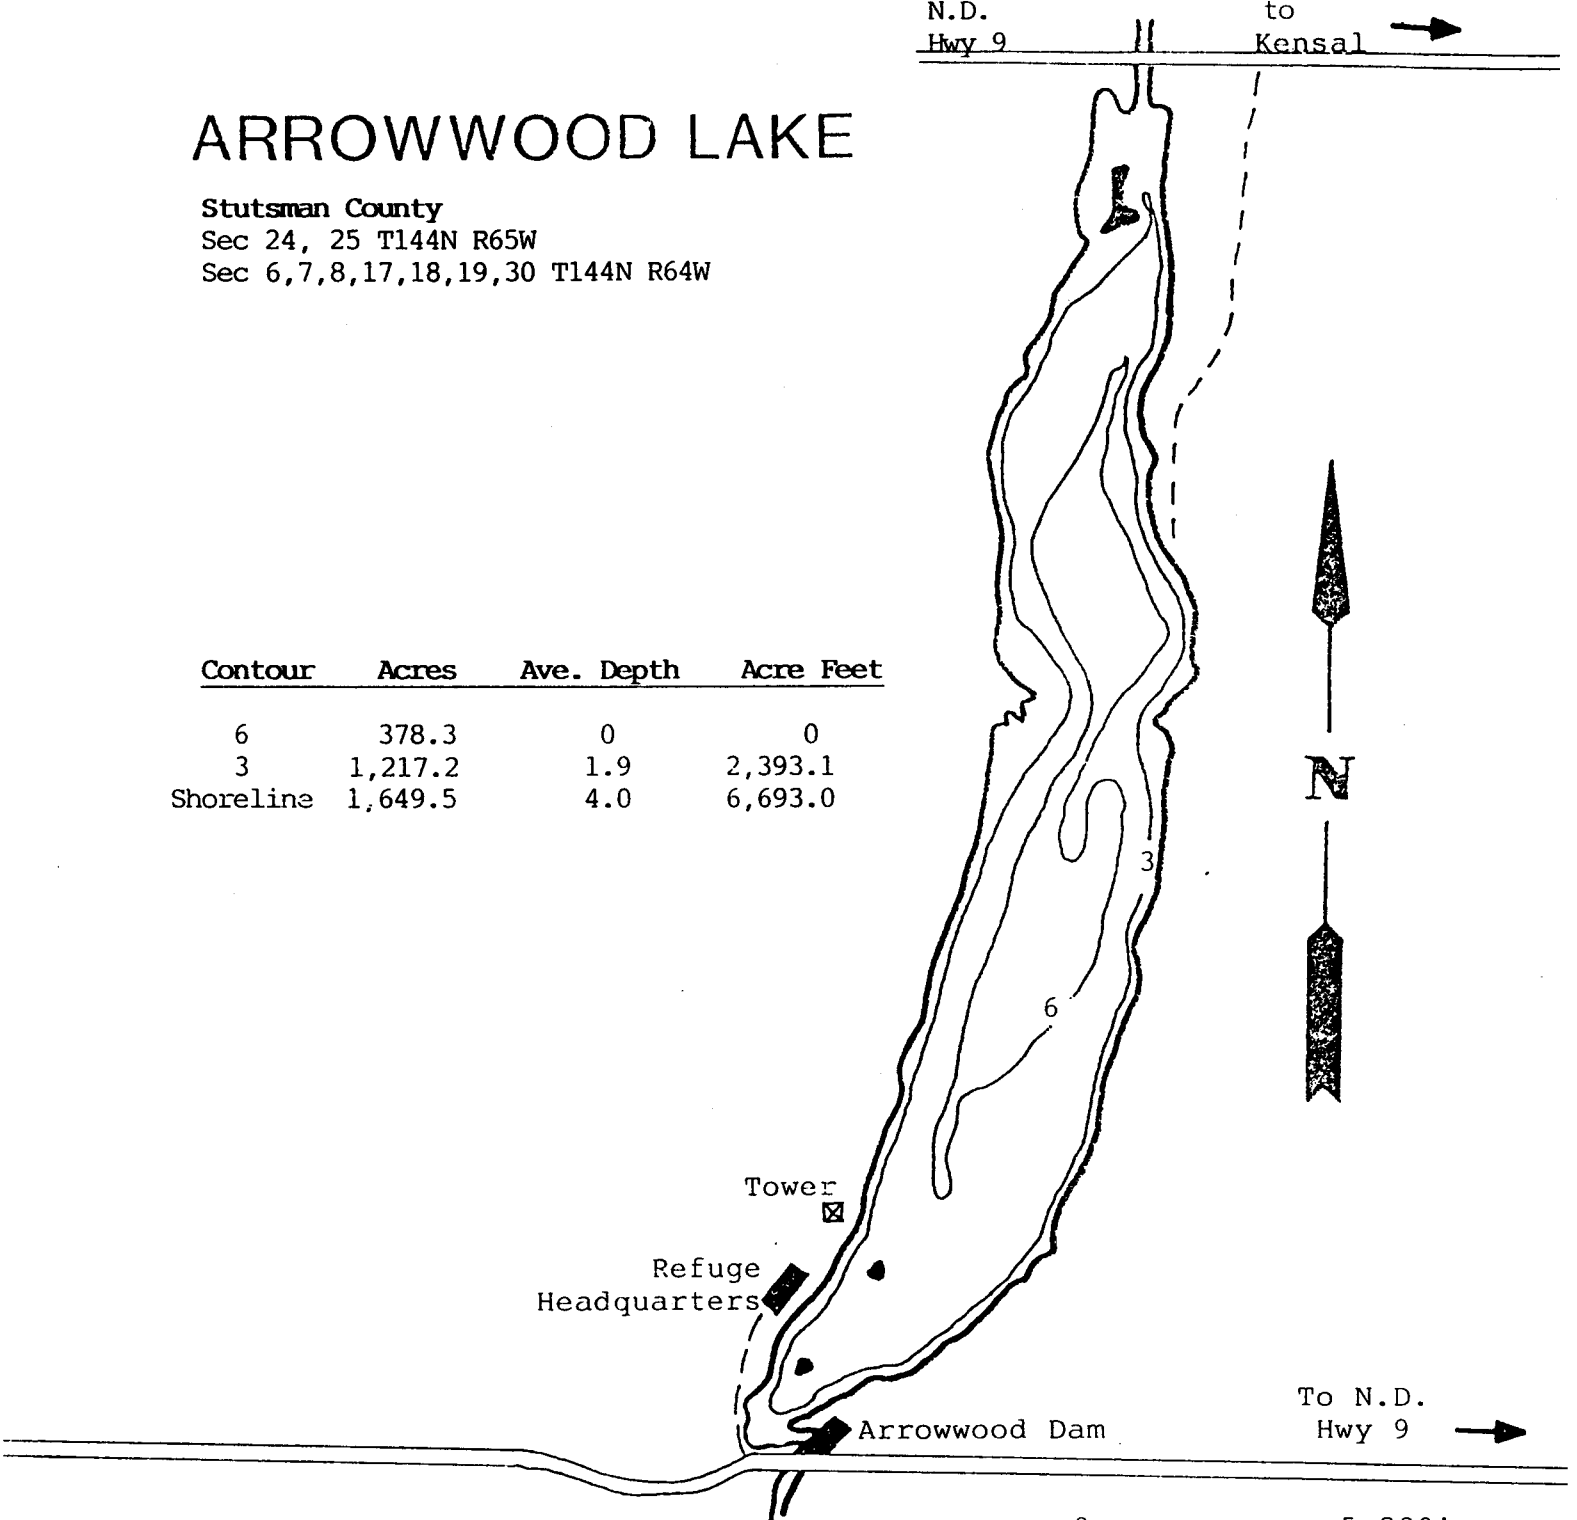 N.D. to
Hwy 9 Kensal
ARROWWOOD LAKE
Stutsman County
Sec 24, 25 T144N R65W
Sec 6,7,8,17,18,19,30 T144N R64W
Contour Acres Ave. Depth Acre Feet
6 378.3 0 0
3 1,217.2 1.9 2,393.1
Shoreline 1,649.5 4.0 6,693.0
N
3
6
Tower
Refuge
Headquarters
To N.D.
Hwy 9
Arrowwood Dam